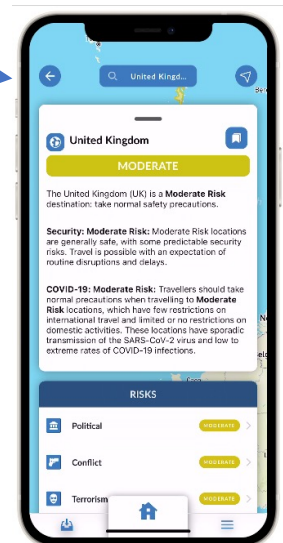 United Kingd...
United Kingdom
MODERATE
The United Kingdom (UK) is a Moderate Risk
destination: take normal safety precautions.
Security: Moderate Risk: Moderate Risk locations
are generally safe, with some predictable security
risks. Travel is possible with an expectation of
routine disruptions and delays.
COVID-19: Moderate Risk: Travellers should take
normal precautions when travelling to Moderate
Risk locations, which have few restrictions on
international travel and limited or no restrictions on
domestic activities. These locations have sporadic
transmission of the SARS-CoV-2 virus and low to
extreme rates of COVID-19 infections.
RISKS
Political MODERATE
Conflict MODERATE
Terrorism MODERATE